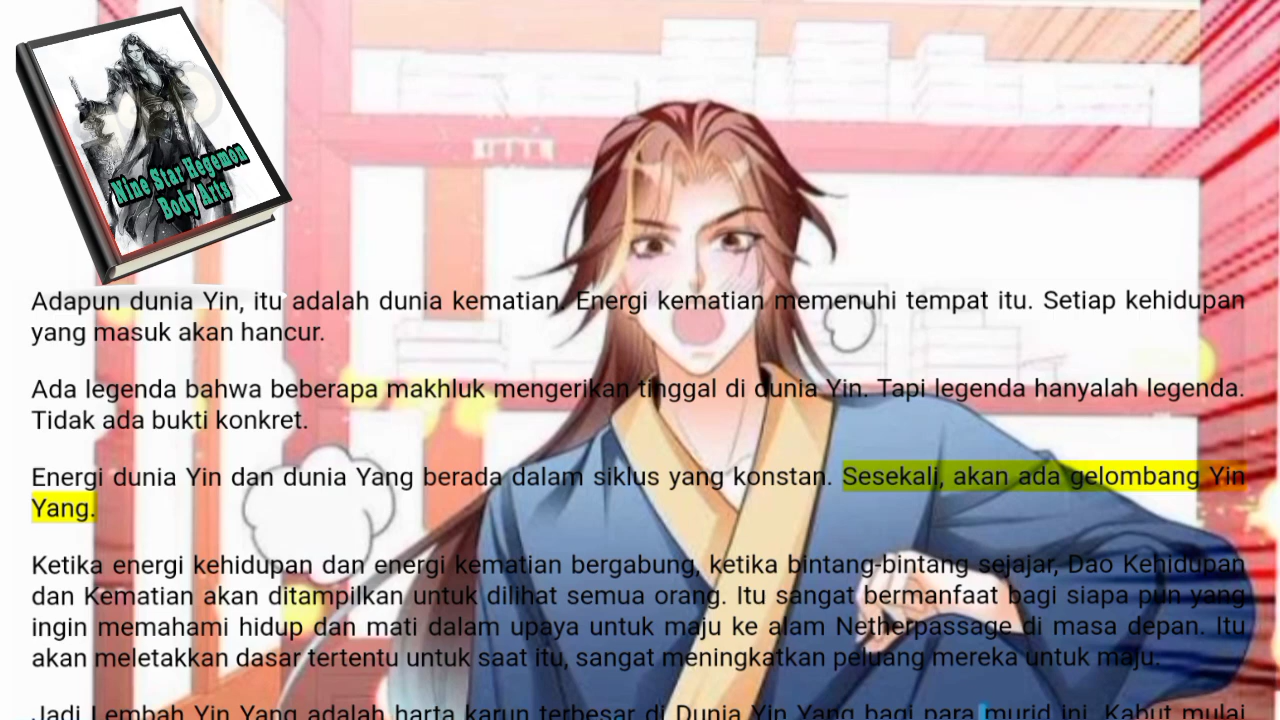 Nine Star Hegemon
Body Arts
Adapun dunia Yin, itu adalah dunia kematian. Energi kematian memenuhi tempat itu. Setiap kehidupan
yang masuk akan hancur.
Ada legenda bahwa beberapa makhluk mengerikan tinggal di dunia Yin. Tapi legenda hanyalah legenda.
Tidak ada bukti konkret.
Energi dunia Yin dan dunia Yang berada dalam siklus yang konstan. Sesekali, akan ada gelombang Yin
Yang.
Ketika energi kehidupan dan energi kematian bergabung, ketika bintang-bintang sejajar, Dao Kehidupan
dan Kematian akan ditampilkan untuk dilihat semua orang. Itu sangat bermanfaat bagi siapa pun yang
ingin memahami hidup dan mati dalam upaya untuk maju ke alam Netherpassage di masa depan. Itu
akan meletakkan dasar tertentu untuk saat itu, sangat meningkatkan peluang mereka untuk maju.
Jadi Lembah Yin Yang adalah harta karun terbesar di Dunia Yin Yang bagi para murid ini. Kabut mulai